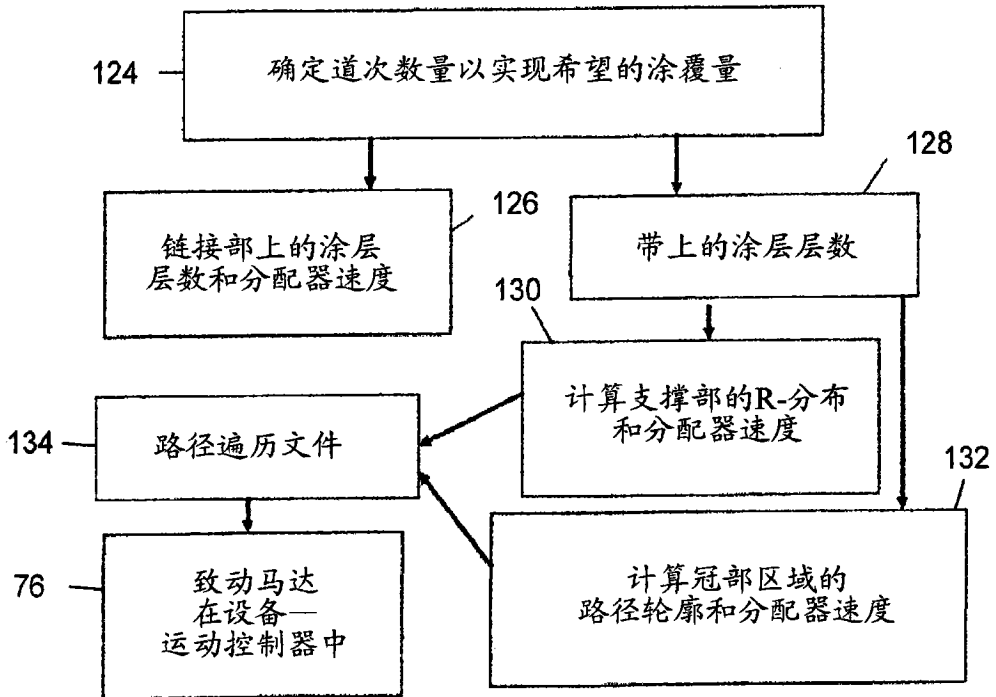 124
确定道次数量以实现希望的涂覆量
128
126
链接部上的涂层
层数和分配器速度
带上的涂层层数
130
计算支撑部的R-分布
和分配器速度
134
路径遍历文件
132
76
致动马达
在设备—
运动控制器中
计算冠部区域的
路径轮廓和分配器速度